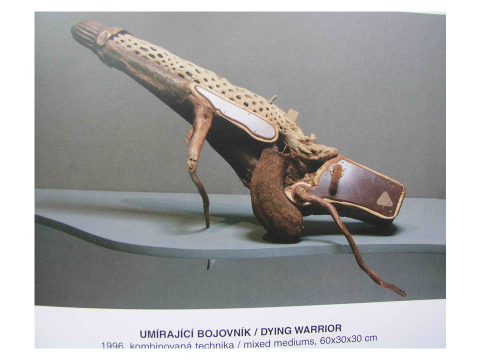 UMÍRAJÍCÍ BOJOVNÍK / DYING WARRIOR
1996, kombinovaná technika / mixed mediums, 60x30x30 cm